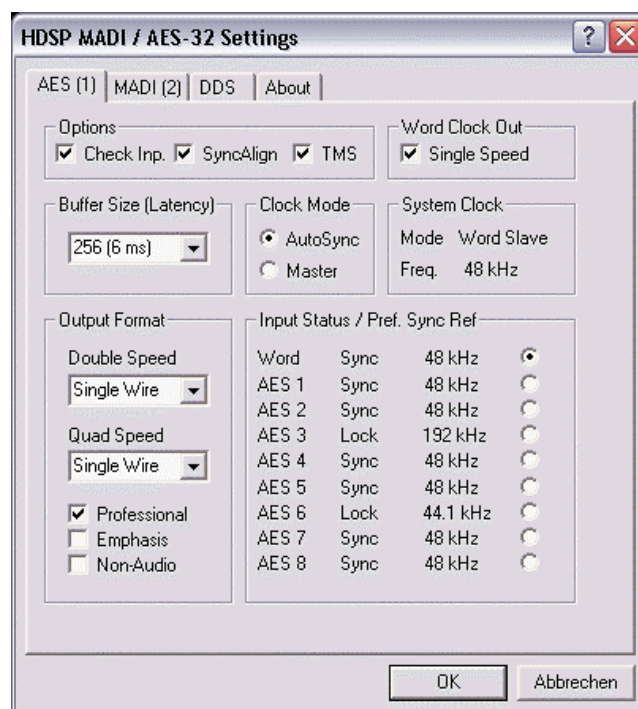 HDSP MADI / AES-32 Settings
?
AES (1) MADI (2) DDS About
Options
Check Inp. SyncAlign TMS
Word Clock Out
Single Speed
Buffer Size (Latency)
256 (6 ms)
Clock Mode
AutoSync
Master
System Clock
Mode Word Slave
Freq. 48 kHz
Output Format
Double Speed
Single Wire
Quad Speed
Single Wire
Professional
Emphasis
Non-Audio
Input Status / Pref. Sync Ref
Word Sync 48 kHz
AES 1 Sync 48 kHz
AES 2 Sync 48 kHz
AES 3 Lock 192 kHz
AES 4 Sync 48 kHz
AES 5 Sync 48 kHz
AES 6 Lock 44.1 kHz
AES 7 Sync 48 kHz
AES 8 Sync 48 kHz
OK Abbrechen